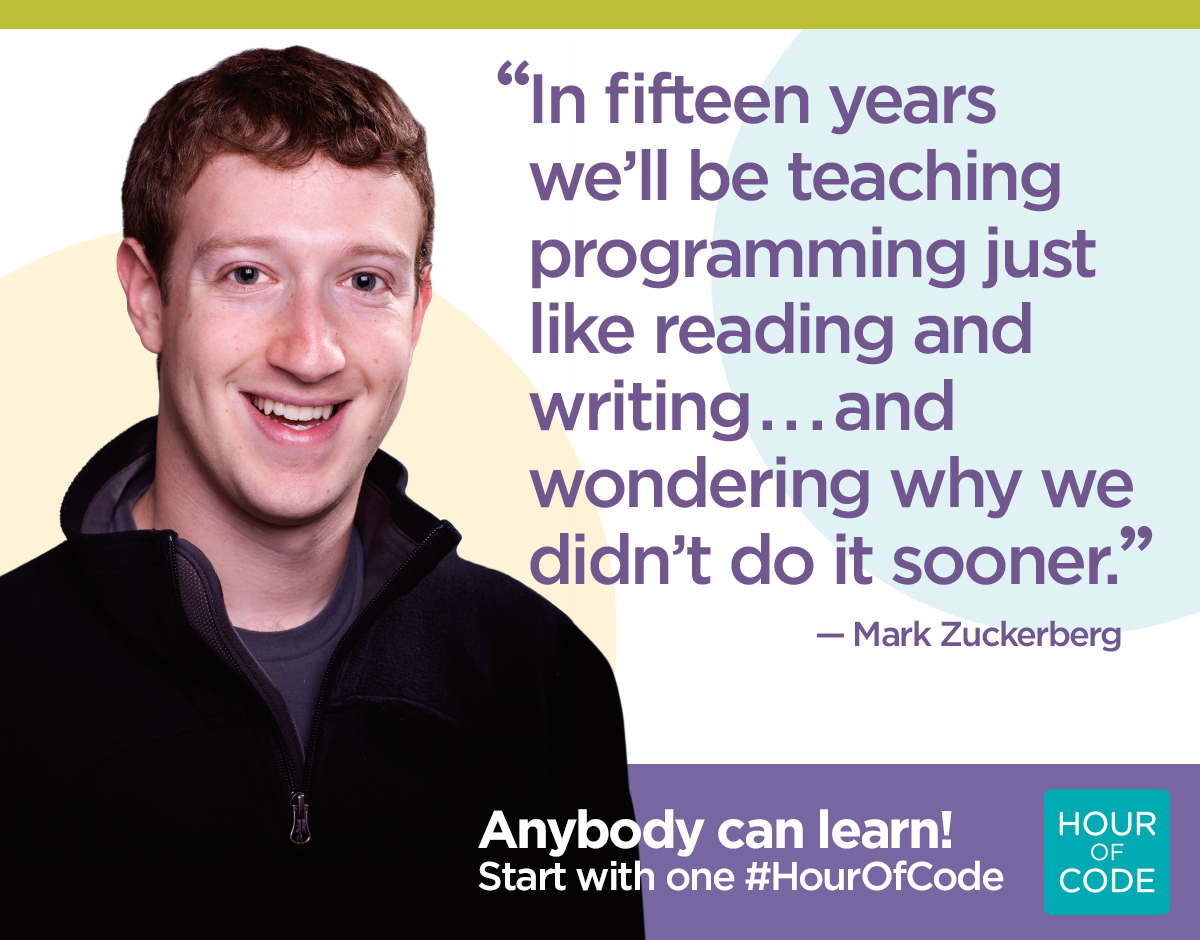 “In fifteen years
we’ll be teaching
programming just
like reading and
writing...and
wondering why we
didn’t do it sooner.”
— Mark Zuckerberg
Anybody can learn!
Start with one #HourOfCode
HOUR
OF
CODE